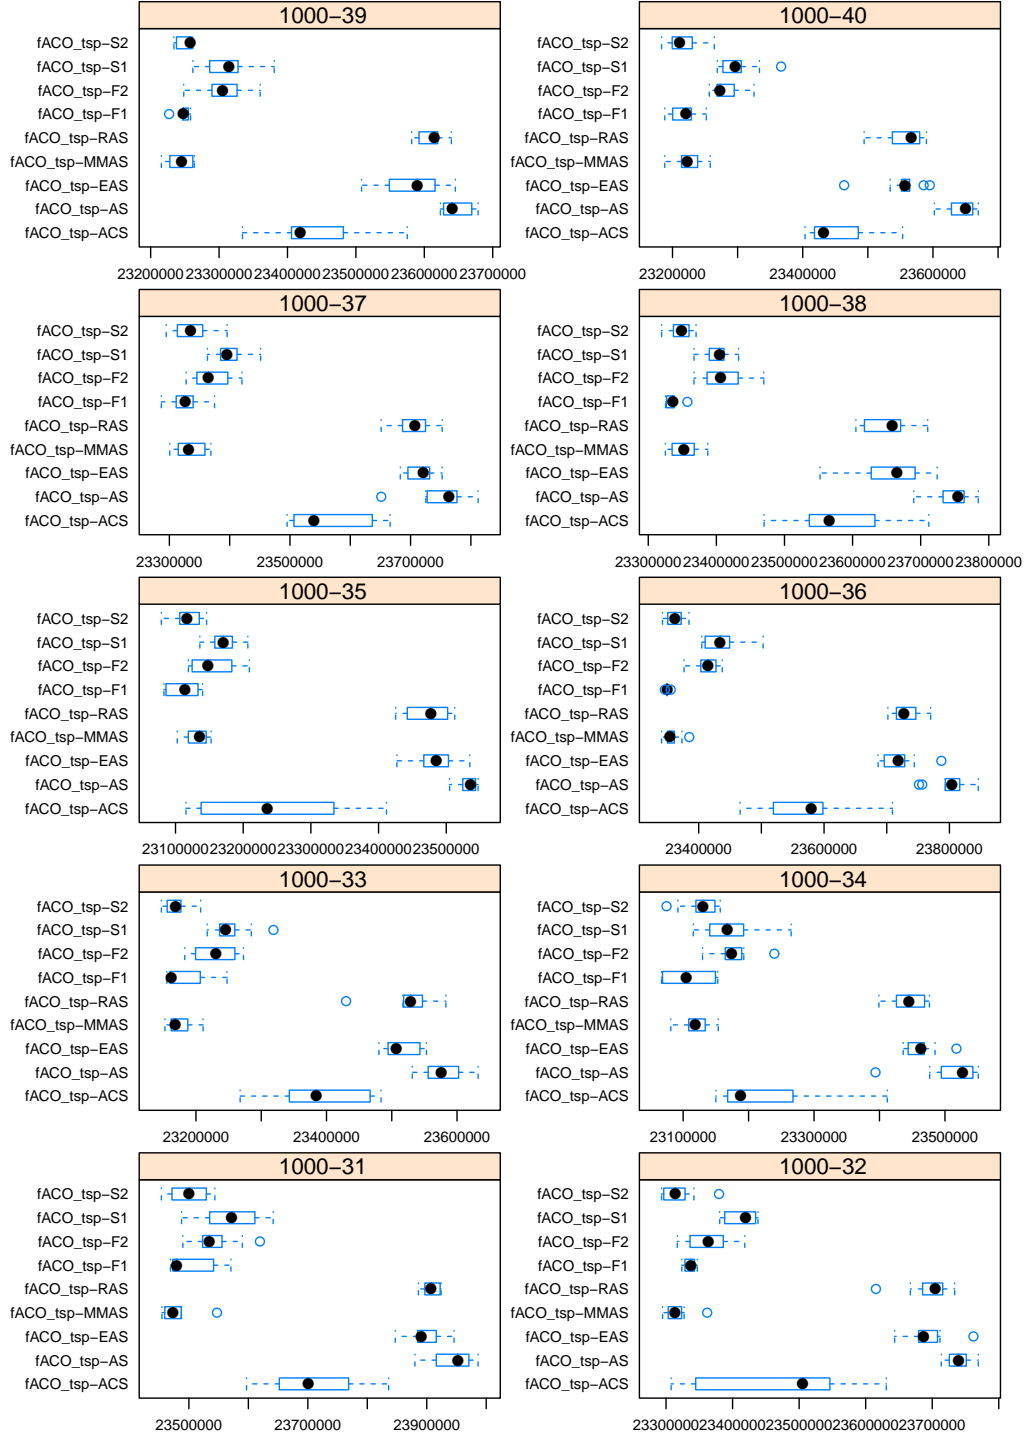 1000−39
fACO_tsp−S2
fACO_tsp−S1
fACO_tsp−F2
fACO_tsp−F1
fACO_tsp−RAS
fACO_tsp−MMAS
fACO_tsp−EAS
fACO_tsp−AS
fACO_tsp−ACS
23200000 23300000 23400000 23500000 23600000 23700000
1000−40
fACO_tsp−S2
fACO_tsp−S1
fACO_tsp−F2
fACO_tsp−F1
fACO_tsp−RAS
fACO_tsp−MMAS
fACO_tsp−EAS
fACO_tsp−AS
fACO_tsp−ACS
23200000 23400000 23600000
1000−37
fACO_tsp−S2
fACO_tsp−S1
fACO_tsp−F2
fACO_tsp−F1
fACO_tsp−RAS
fACO_tsp−MMAS
fACO_tsp−EAS
fACO_tsp−AS
fACO_tsp−ACS
23300000 23500000 23700000
1000−38
fACO_tsp−S2
fACO_tsp−S1
fACO_tsp−F2
fACO_tsp−F1
fACO_tsp−RAS
fACO_tsp−MMAS
fACO_tsp−EAS
fACO_tsp−AS
fACO_tsp−ACS
23300000 23400000 23500000 23600000 23700000 23800000
1000−35
fACO_tsp−S2
fACO_tsp−S1
fACO_tsp−F2
fACO_tsp−F1
fACO_tsp−RAS
fACO_tsp−MMAS
fACO_tsp−EAS
fACO_tsp−AS
fACO_tsp−ACS
23100000 23200000 23300000 23400000 23500000
1000−36
fACO_tsp−S2
fACO_tsp−S1
fACO_tsp−F2
fACO_tsp−F1
fACO_tsp−RAS
fACO_tsp−MMAS
fACO_tsp−EAS
fACO_tsp−AS
fACO_tsp−ACS
23400000 23600000 23800000
1000−33
fACO_tsp−S2
fACO_tsp−S1
fACO_tsp−F2
fACO_tsp−F1
fACO_tsp−RAS
fACO_tsp−MMAS
fACO_tsp−EAS
fACO_tsp−AS
fACO_tsp−ACS
23200000 23400000 23600000
1000−34
fACO_tsp−S2
fACO_tsp−S1
fACO_tsp−F2
fACO_tsp−F1
fACO_tsp−RAS
fACO_tsp−MMAS
fACO_tsp−EAS
fACO_tsp−AS
fACO_tsp−ACS
23100000 23300000 23500000
1000−31
fACO_tsp−S2
fACO_tsp−S1
fACO_tsp−F2
fACO_tsp−F1
fACO_tsp−RAS
fACO_tsp−MMAS
fACO_tsp−EAS
fACO_tsp−AS
fACO_tsp−ACS
23500000 23700000 23900000
1000−32
fACO_tsp−S2
fACO_tsp−S1
fACO_tsp−F2
fACO_tsp−F1
fACO_tsp−RAS
fACO_tsp−MMAS
fACO_tsp−EAS
fACO_tsp−AS
fACO_tsp−ACS
23300000 23400000 23500000 23600000 23700000